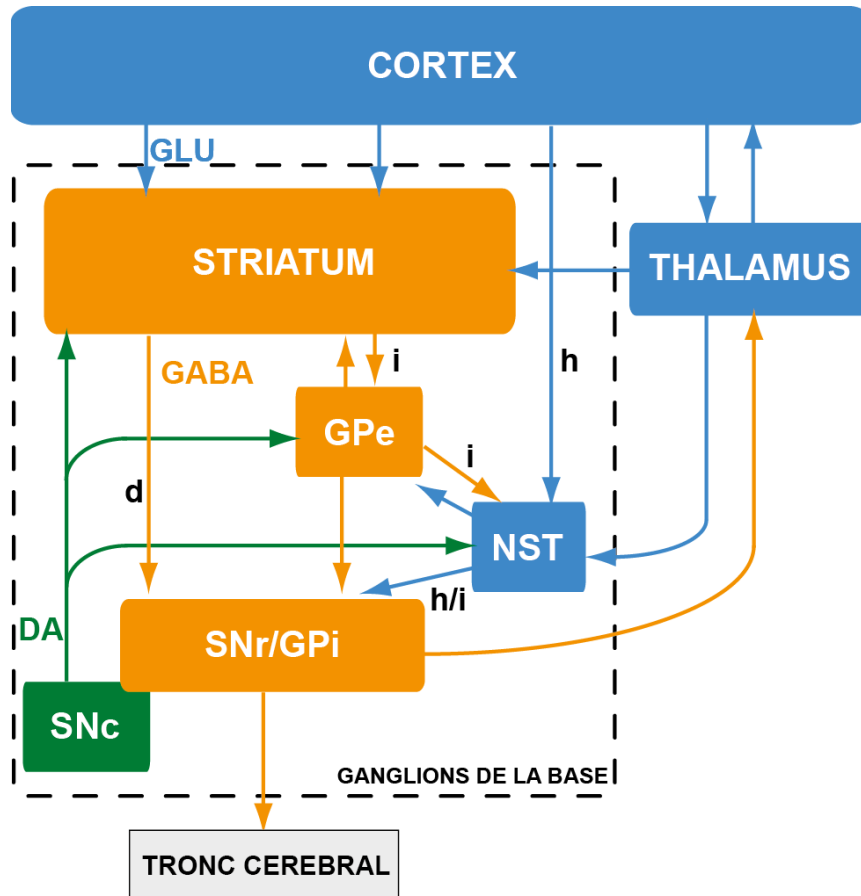 CORTEX
GLU
STRIATUM
THALAMUS
GABA
i
h
GPe
i
d
NST
h/i
DA
SNr/GPi
SNc
GANGLIONS DE LA BASE
TRONC CEREBRAL